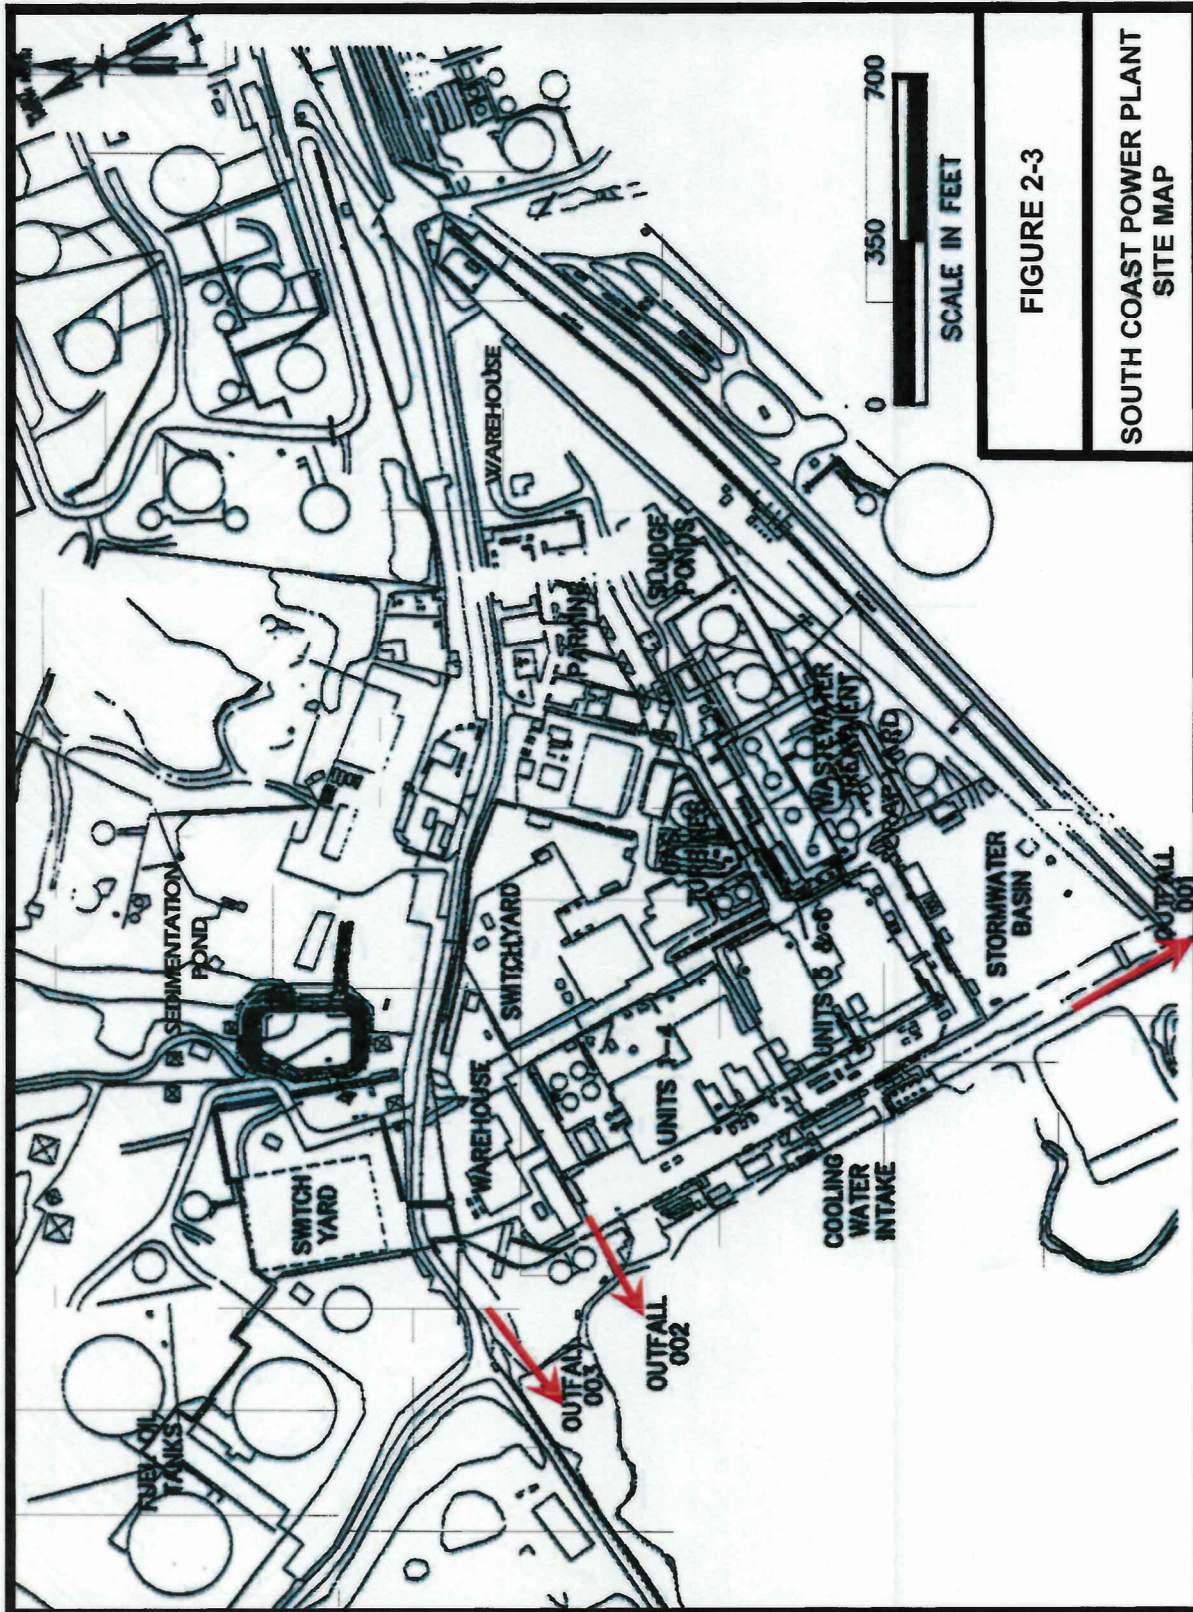 FUEL OIL
TANKS
SWITCH
YARD
SEDIMENTATION
POND
WAREHOUSE
SWITCHYARD
WAREHOUSE
PARKING
SLUDGE
PONDS
OUTFALL
003
OUTFALL
002
UNITS 1-4
TURBINES
UNITS 5 & 6
WASTEWATER
TREATMENT
SCRAP YARD
COOLING
WATER
INTAKE
STORMWATER
BASIN
OUTFALL
001
0 350 700
SCALE IN FEET
FIGURE 2-3
SOUTH COAST POWER PLANT
SITE MAP